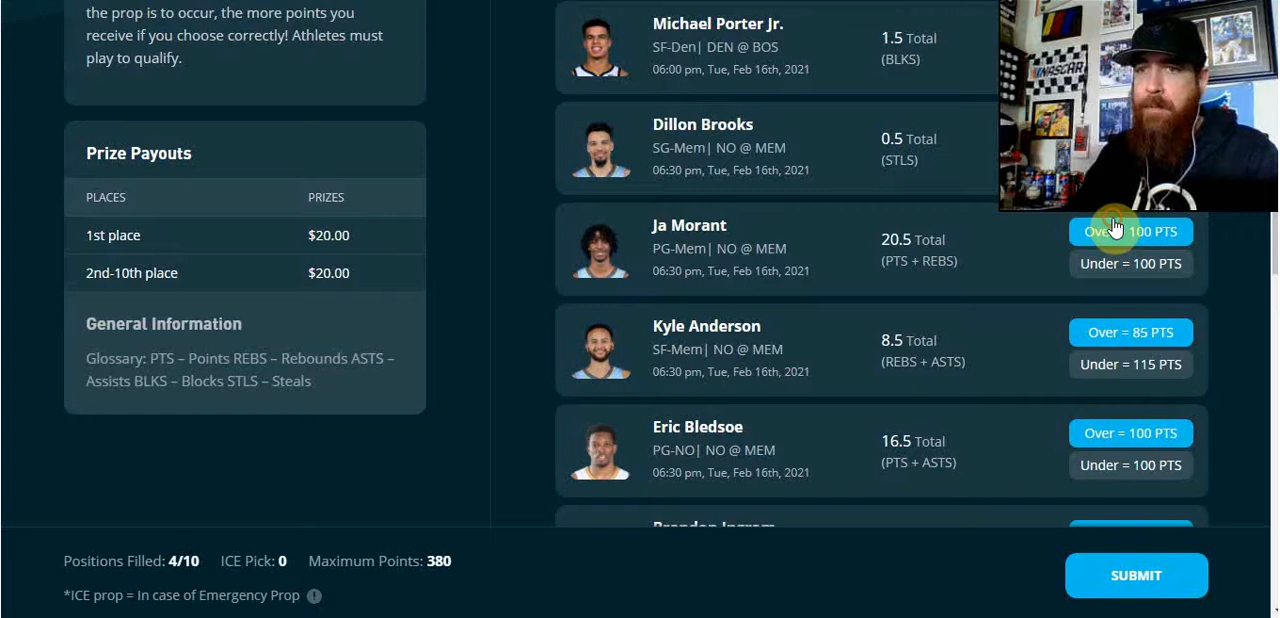 the prop is to occur, the more points you
receive if you choose correctly! Athletes must
play to qualify.
Prize Payouts
PLACES PRIZES
1st place $20.00
2nd-10th place $20.00
General Information
Glossary: PTS – Points REBS – Rebounds ASTS –
Assists BLKS – Blocks STLS – Steals
Michael Porter Jr.
SF-Den| DEN @ BOS
06:00 pm, Tue, Feb 16th, 2021
1.5 Total
(BLKS)
Dillon Brooks
SG-Mem| NO @ MEM
06:30 pm, Tue, Feb 16th, 2021
0.5 Total
(STLS)
Ja Morant
PG-Mem| NO @ MEM
06:30 pm, Tue, Feb 16th, 2021
20.5 Total
(PTS + REBS)
Over = 100 PTS
Under = 100 PTS
Kyle Anderson
SF-Mem| NO @ MEM
06:30 pm, Tue, Feb 16th, 2021
8.5 Total
(REBS + ASTS)
Over = 85 PTS
Under = 115 PTS
Eric Bledsoe
PG-NO| NO @ MEM
06:30 pm, Tue, Feb 16th, 2021
16.5 Total
(PTS + ASTS)
Over = 100 PTS
Under = 100 PTS
Brandon Ingram
Positions Filled: 4/10 ICE Pick: 0 Maximum Points: 380
*ICE prop = In case of Emergency Prop !
SUBMIT
NASCAR